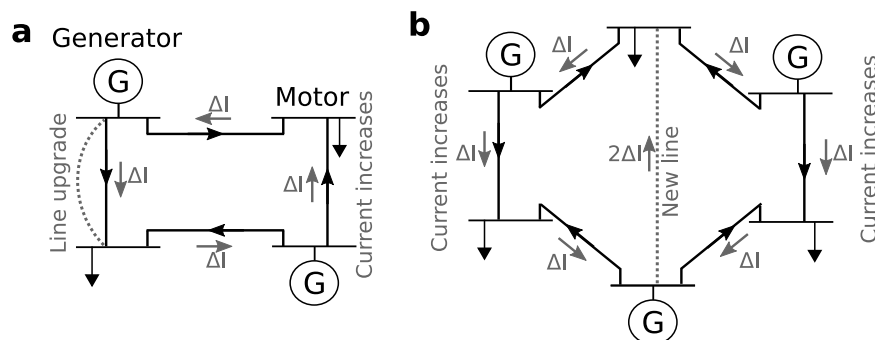 a
Generator
G
Motor
ΔI
Line upgrade
ΔI
ΔI
Current increases
ΔI
G
b
G
ΔI
ΔI
G
Current increases
ΔI
2ΔI
New line
ΔI
Current increases
ΔI
ΔI
G